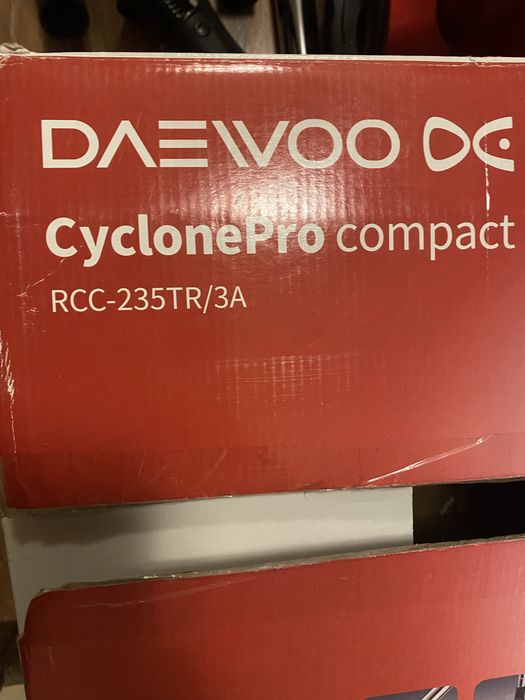 DAEWOO
CyclonePro compact
RCC-235TR/3A